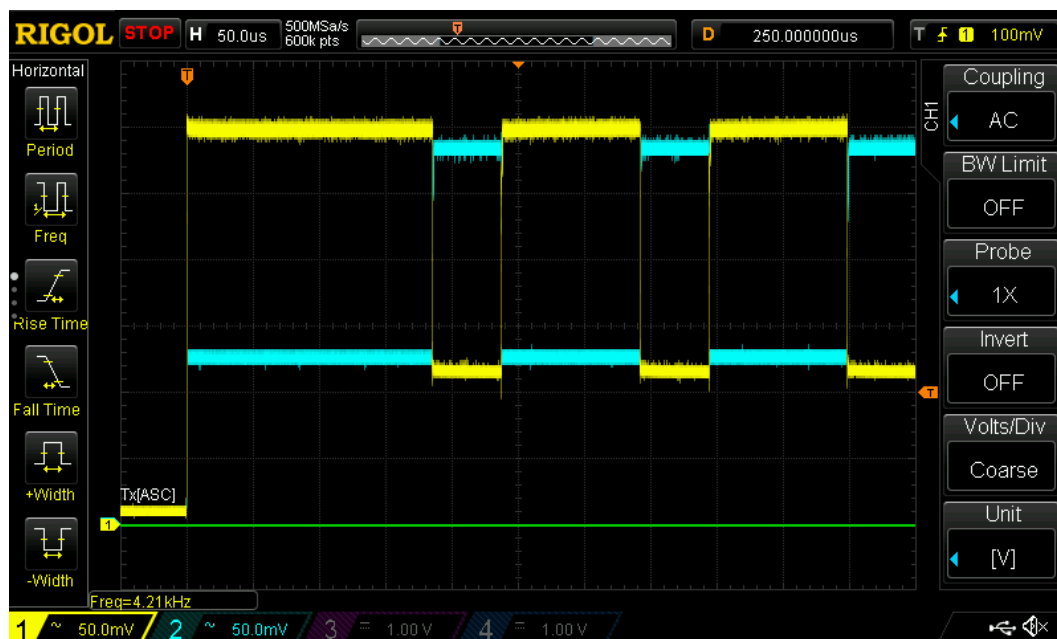 RIGOL STOP H 50.0us 500MSa/s 600k pts T D 250.000000us T 1 100mV
Horizontal
Period
Freq
Rise Time
Fall Time
+Width
-Width
T
Tx[ASC]
1
T
Freq=4.21kHz
CH1
Coupling
AC
BW Limit
OFF
Probe
1X
Invert
OFF
Volts/Div
Coarse
Unit
[V]
1 ~ 50.0mV 2 ~ 50.0mV 3 = 1.00 V 4 = 1.00 V